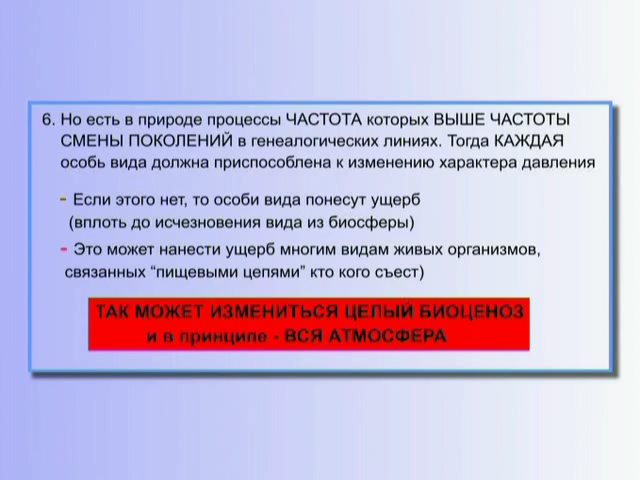 6. Но есть в природе процессы ЧАСТОТА которых ВЫШЕ ЧАСТОТЫ
СМЕНЫ ПОКОЛЕНИЙ в генеалогических линиях. Тогда КАЖДАЯ
особь вида должна приспособлена к изменению характера давления
- Если этого нет, то особи вида понесут ущерб
(вплоть до исчезновения вида из биосферы)
- Это может нанести ущерб многим видам живых организмов,
связанных “пищевыми цепями” кто кого съест)
ТАК МОЖЕТ ИЗМЕНИТЬСЯ ЦЕЛЫЙ БИОЦЕНОЗ
и в принципе - ВСЯ АТМОСФЕРА